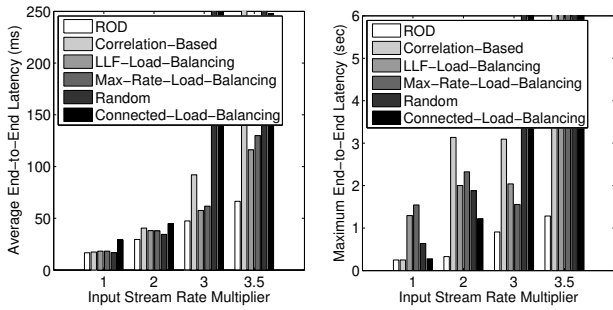 Average End-to-End Latency (ms)
250
200
150
100
50
0
ROD
Correlation-Based
LLF-Load-Balancing
Max-Rate-Load-Balancing
Random
Connected-Load-Balancing
1 2 3 3.5
Input Stream Rate Multiplier
Maximum End-to-End Latency (sec)
6
5
4
3
2
1
0
ROD
Correlation-Based
LLF-Load-Balancing
Max-Rate-Load-Balancing
Random
Connected-Load-Balancing
1 2 3 3.5
Input Stream Rate Multiplier